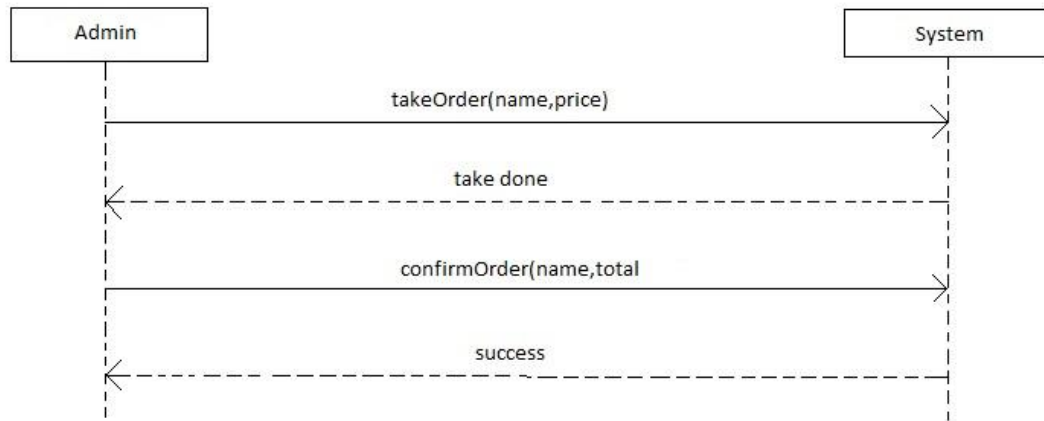 Admin
System
takeOrder(name,price)
take done
confirmOrder(name,total
success